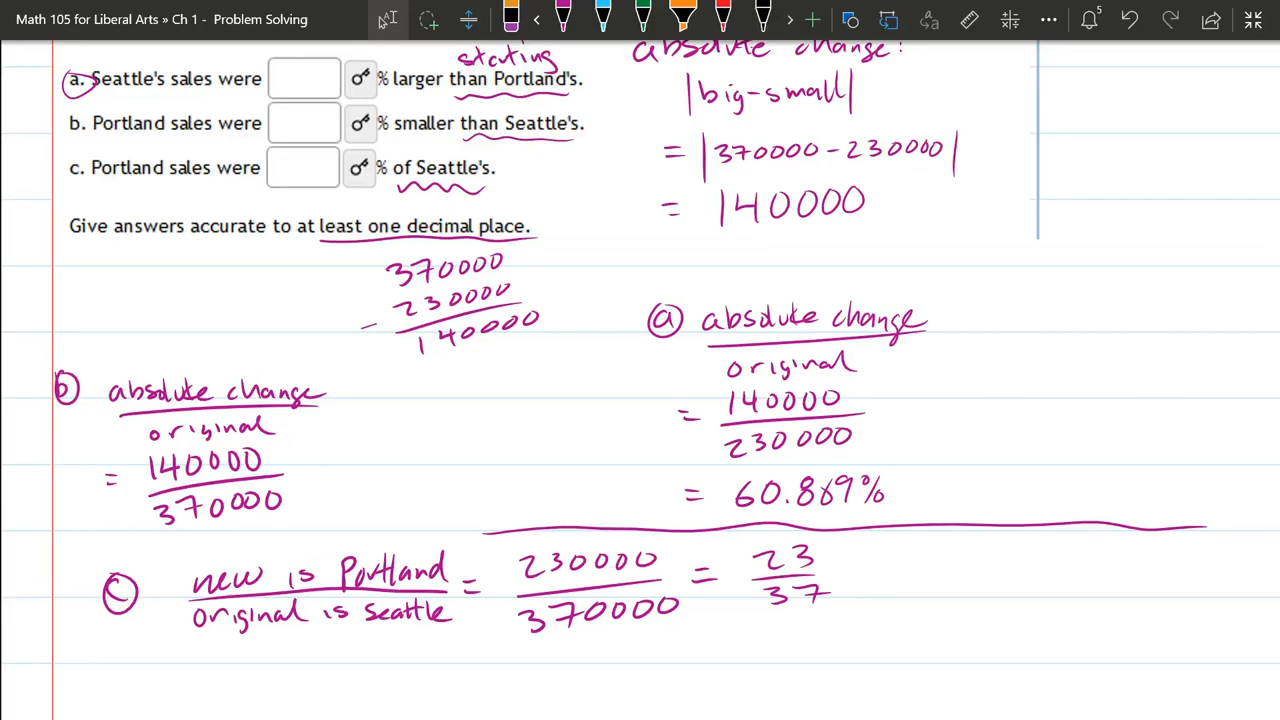 Math 105 for Liberal Arts » Ch 1 - Problem Solving
5
starting
absolute change:
a. Seattle's sales were % larger than Portland's.
|big-small|
b. Portland sales were % smaller than Seattle's.
= |370000-230000|
c. Portland sales were % of Seattle's.
= 140000
Give answers accurate to at least one decimal place.
370000
- 230000
140000
a absolute change
original
= 140000
230000
= 60.869%
b absolute change
original
= 140000
370000
c new is Portland = 230000 = 23
original is seattle 370000 37